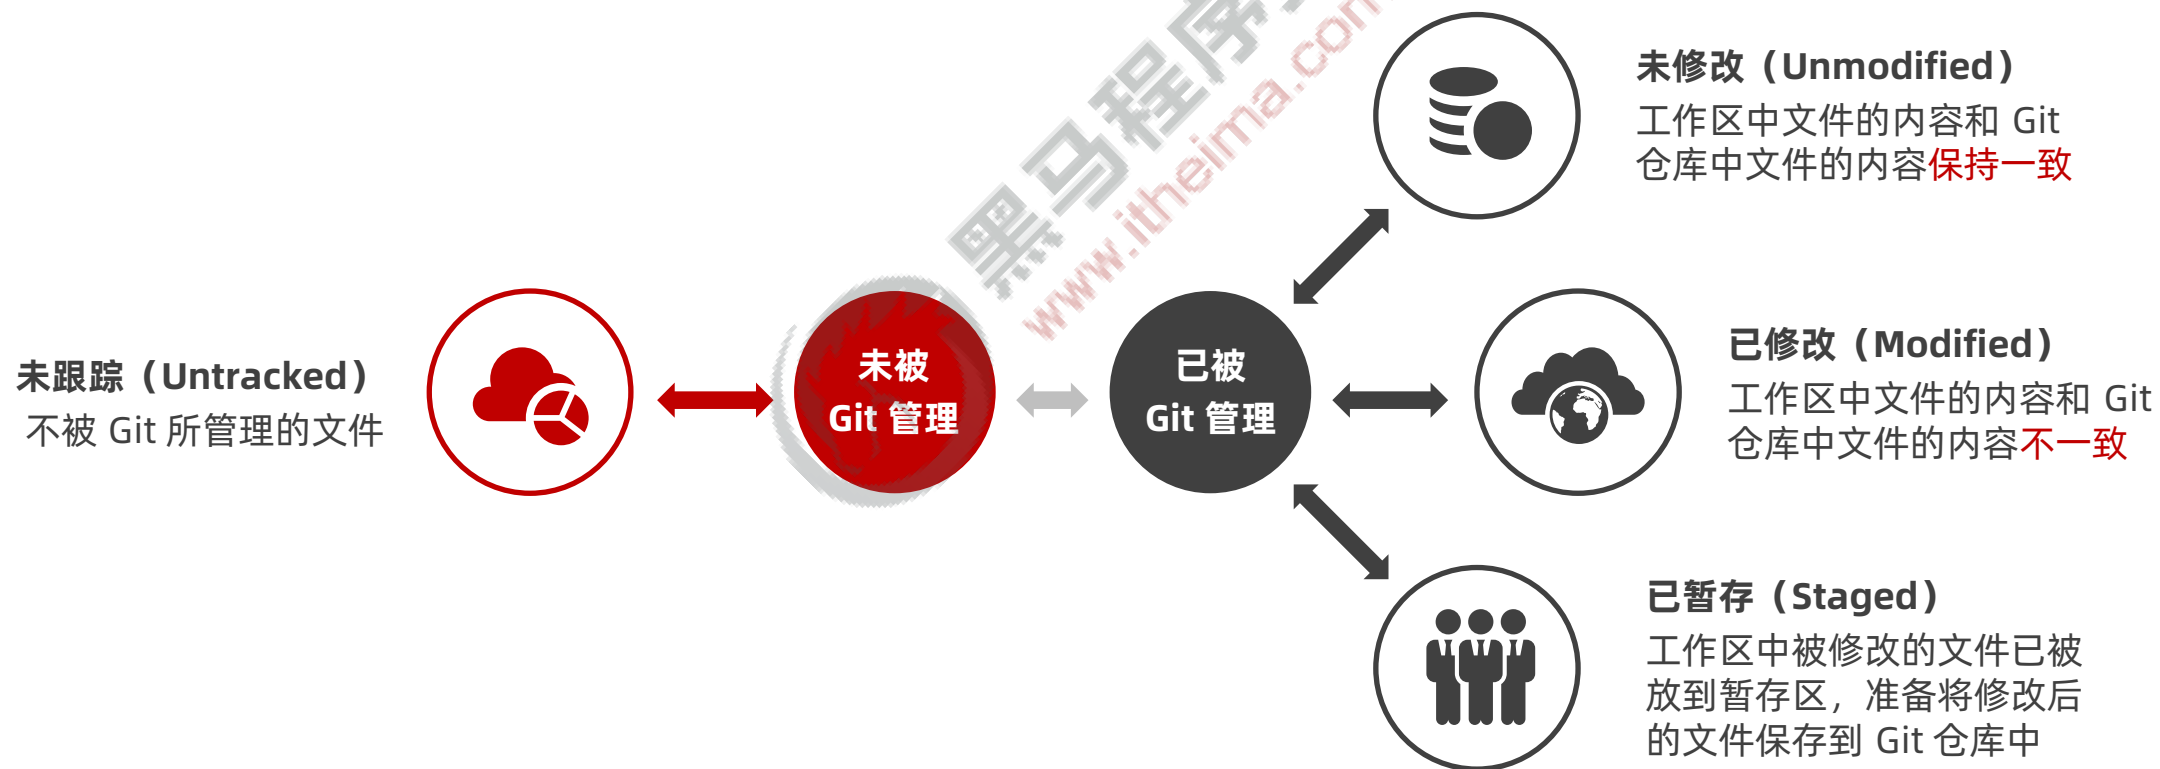 黑马程序
www.itheima.com
未修改（Unmodified）
工作区中文件的内容和 Git
仓库中文件的内容保持一致
未跟踪（Untracked）
不被 Git 所管理的文件
未被
Git 管理
已被
Git 管理
已修改（Modified）
工作区中文件的内容和 Git
仓库中文件的内容不一致
已暂存（Staged）
工作区中被修改的文件已被
放到暂存区，准备将修改后
的文件保存到 Git 仓库中